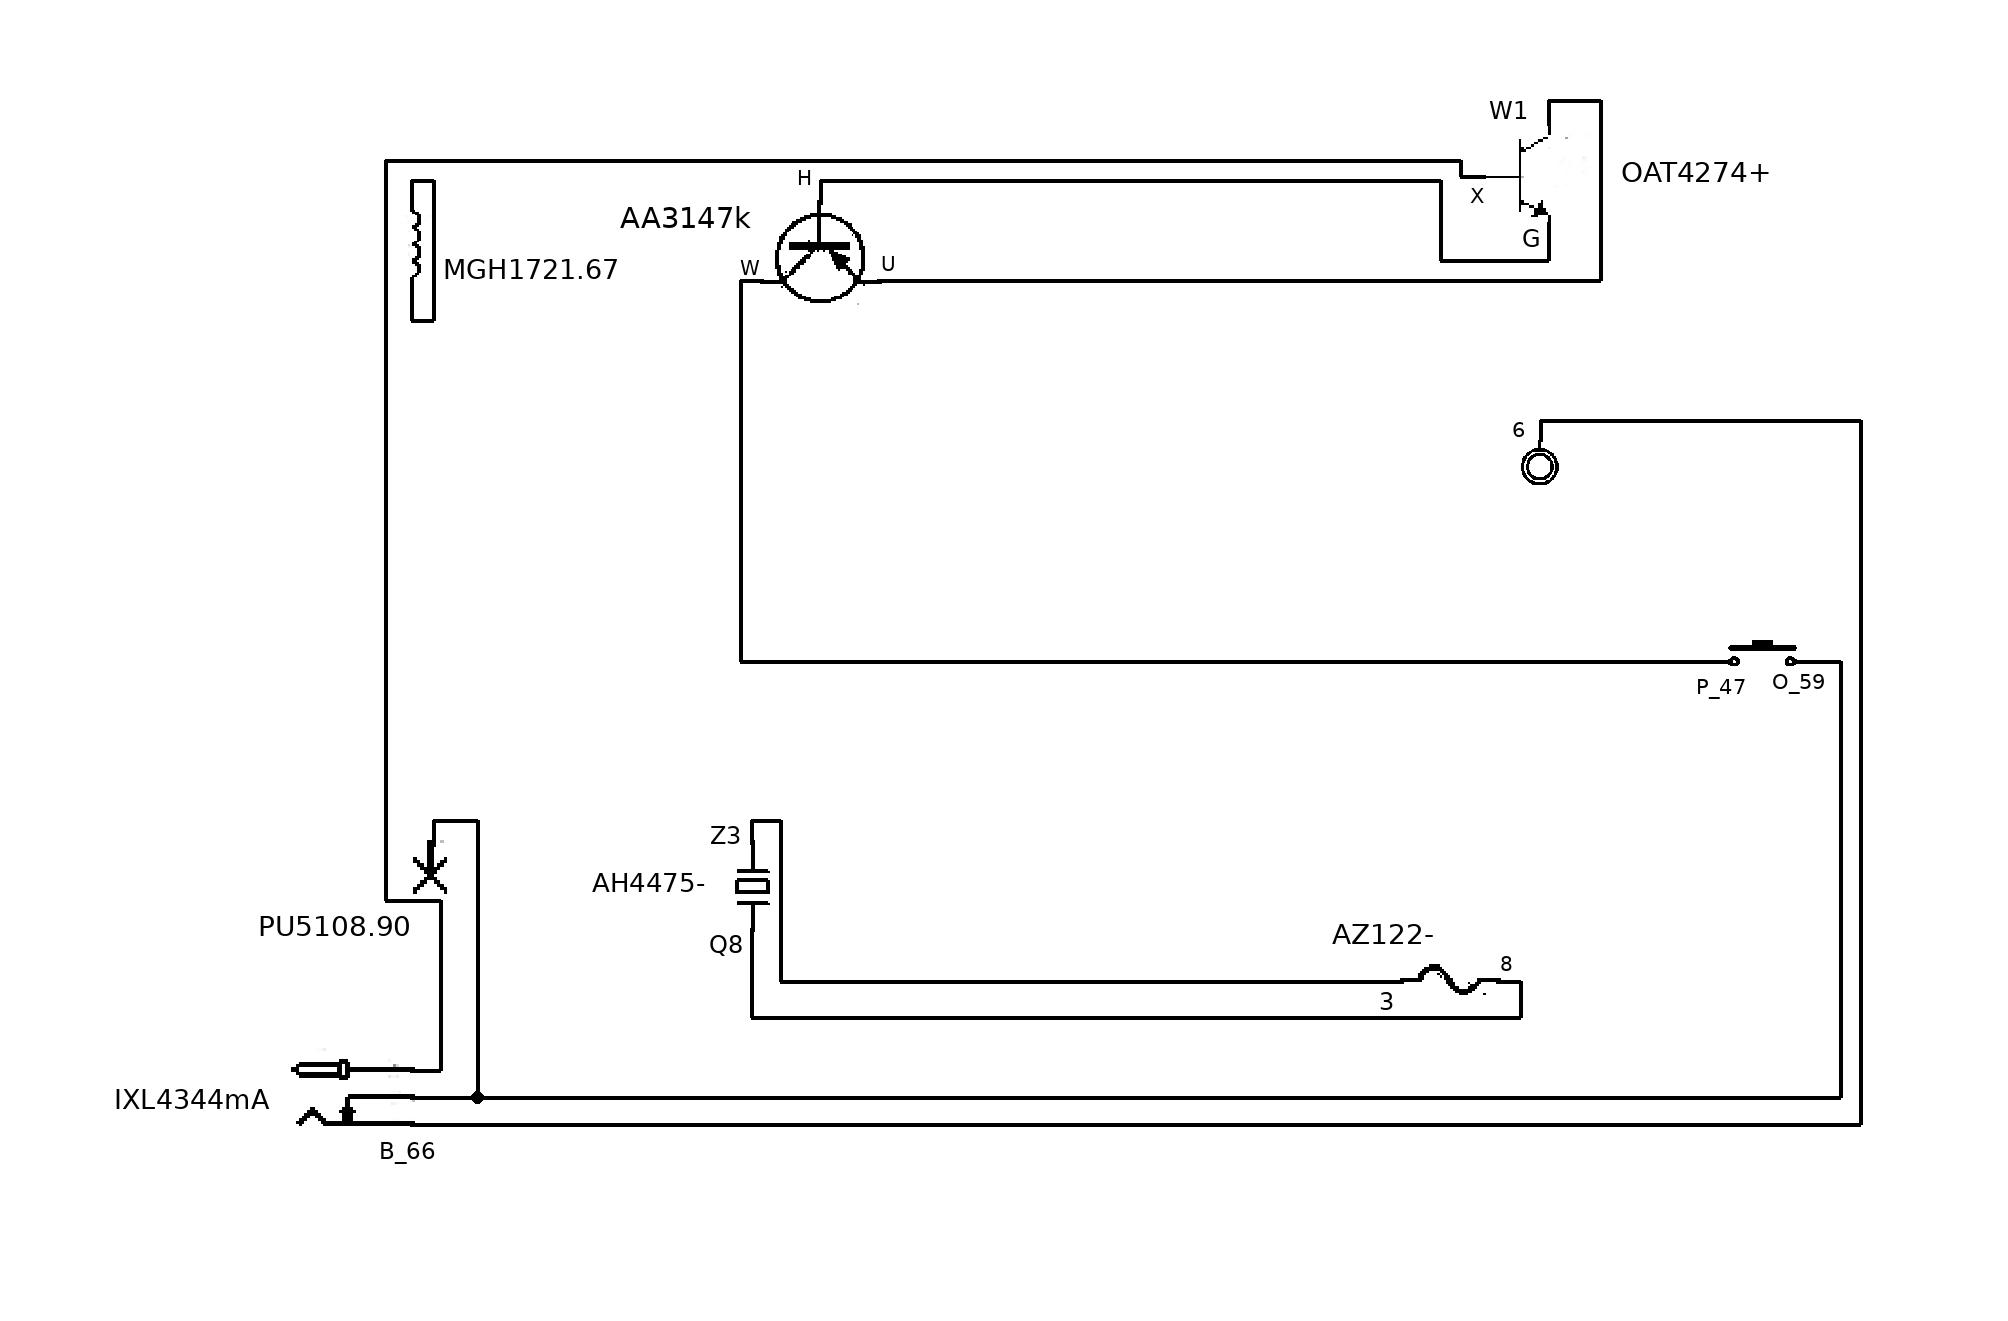 W1
OAT4274+
H
X
AA3147k
G
W
U
MGH1721.67
6
P_47
O_59
Z3
AH4475-
PU5108.90
Q8
AZ122-
8
3
IXL4344mA
B_66